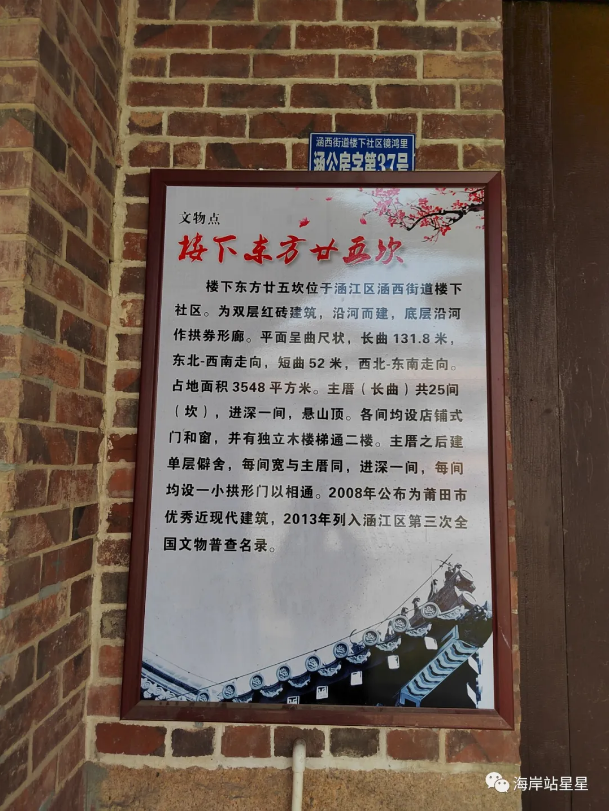 涵西街道楼下社区镜鸿里
涵公房字第37号
文物点
楼下东方廿五坎
楼下东方廿五坎位于涵江区涵西街道楼下
社区。为双层红砖建筑，沿河而建，底层沿河
作拱券形廊。平面呈曲尺状，长曲131.8米，
东北-西南走向，短曲52米，西北-东南走向。
占地面积3548平方米。主厝（长曲）共25间
（坎），进深一间，悬山顶。各间均设店铺式
门和窗，并有独立木楼梯通二楼。主厝之后建
单层僻舍，每间宽与主厝同，进深一间，每间
均设一小拱形门以相通。2008年公布为莆田市
优秀近现代建筑，2013年列入涵江区第三次全
国文物普查名录。
海岸站星星